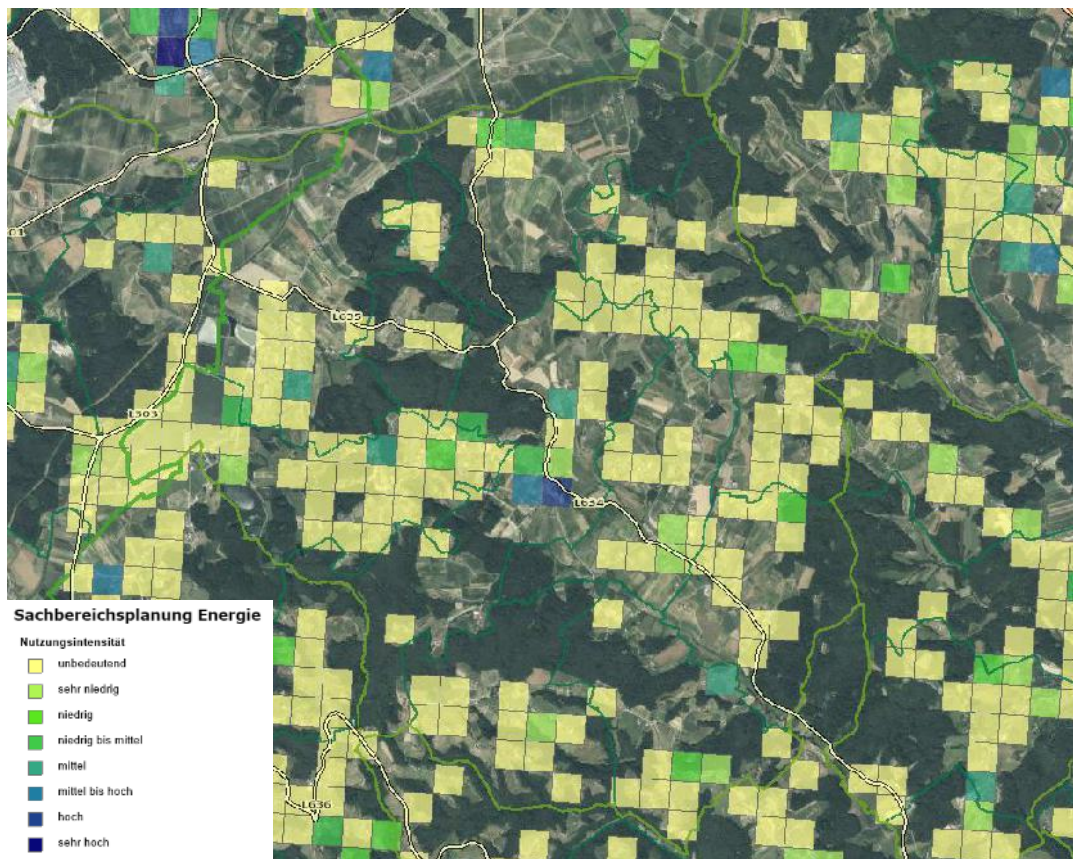 L635
L303
L634
L636
Sachbereichsplanung Energie
Nutzungsintensität
unbedeutend
sehr niedrig
niedrig
niedrig bis mittel
mittel
mittel bis hoch
hoch
sehr hoch